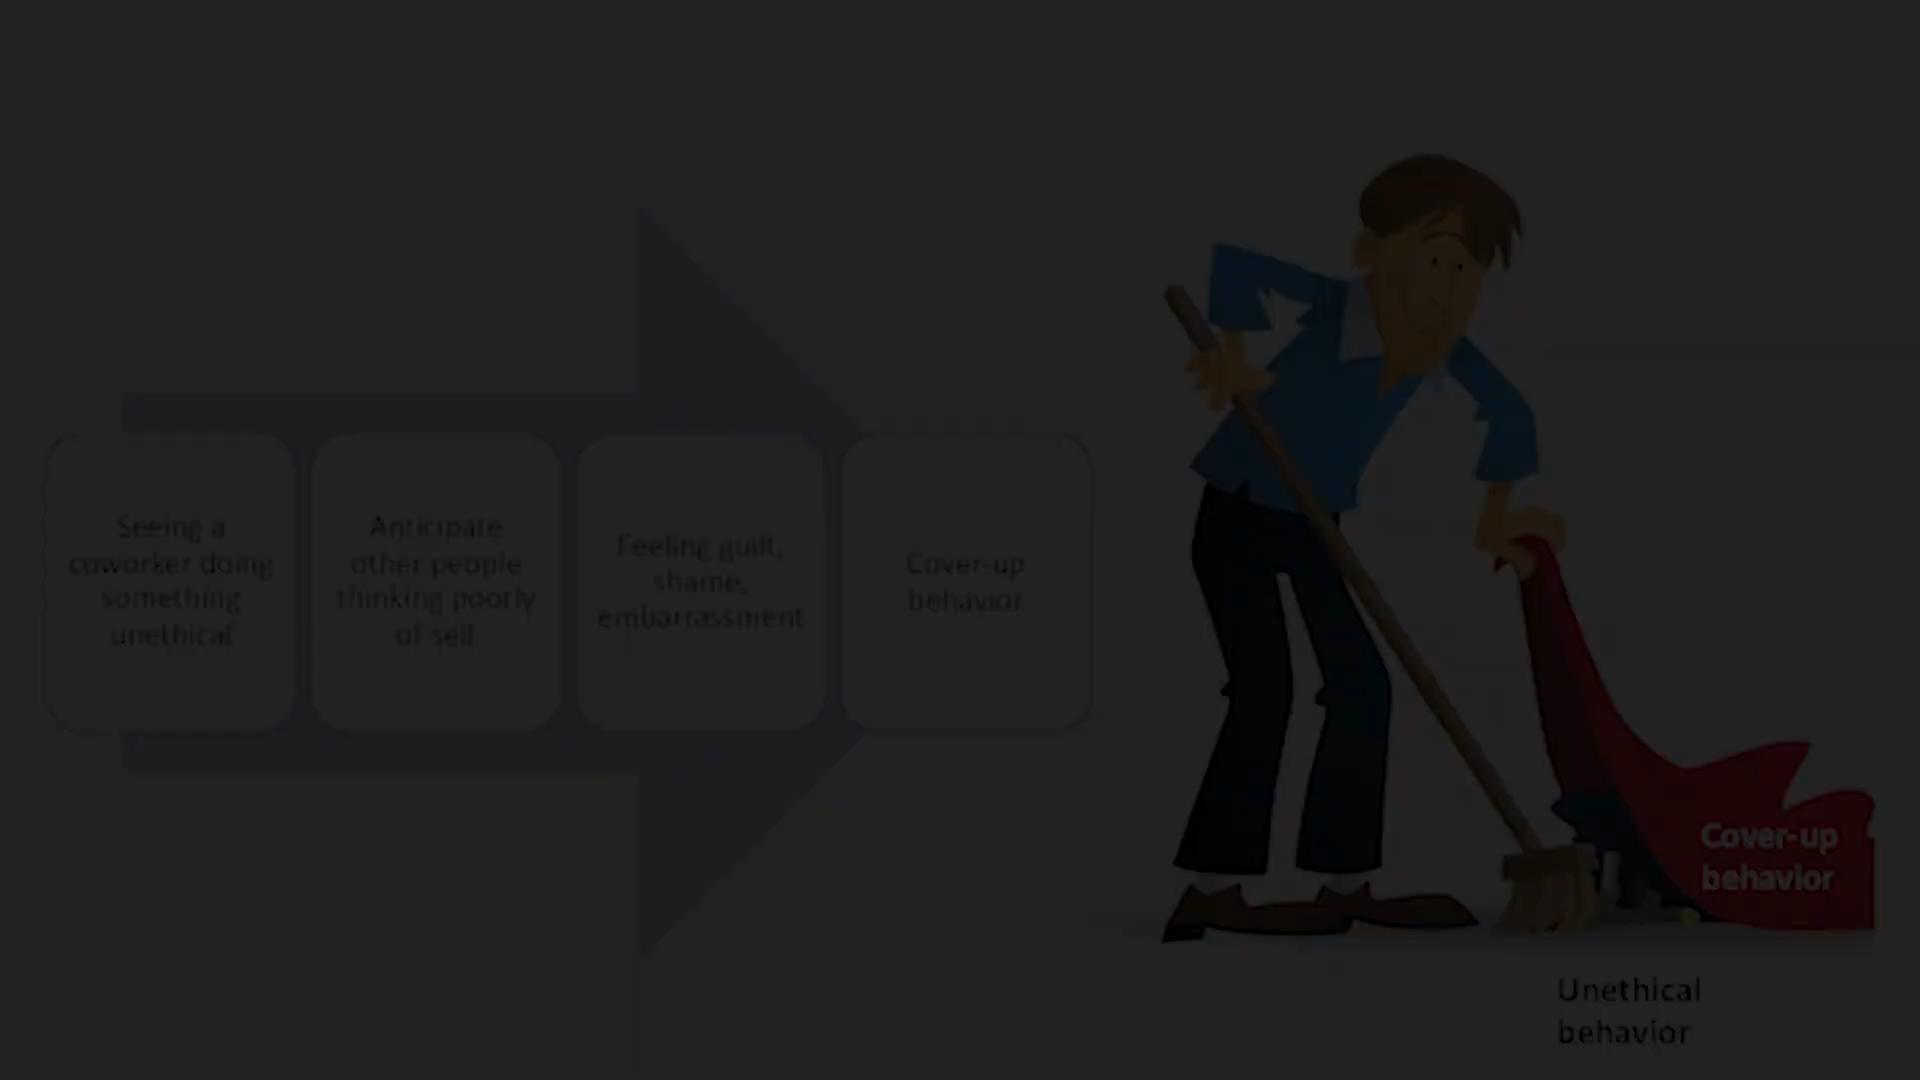 Seeing a
coworker doing
something
unethical
Anticipate
other people
thinking poorly
of self
Feeling guilt,
shame,
embarrassment
Cover-up
behavior
Cover-up
behavior
Unethical
behavior